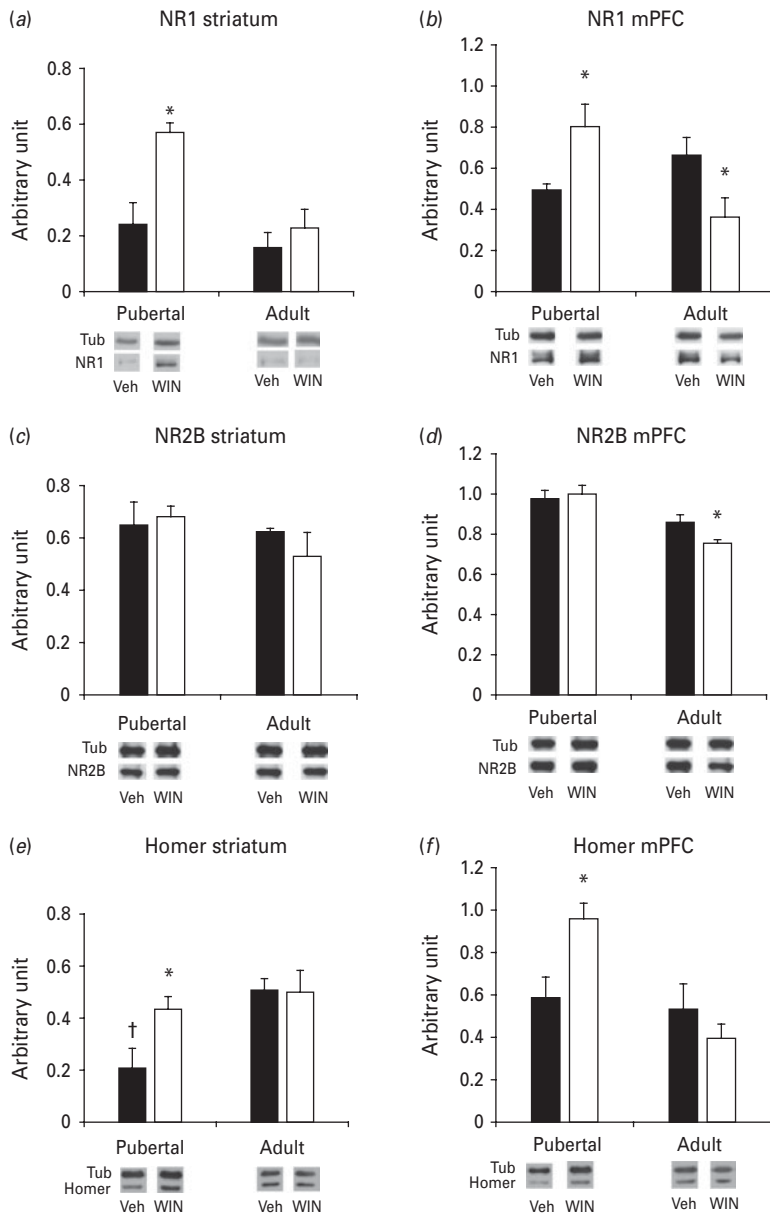 (a) NR1 striatum
0.8
0.6
0.4
0.2
0
Arbitrary unit
*
Pubertal Adult
Tub
NR1
Veh WIN Veh WIN
(b) NR1 mPFC
1.2
1.0
0.8
0.6
0.4
0.2
0
Arbitrary unit
*
*
Pubertal Adult
Tub
NR1
Veh WIN Veh WIN
(c) NR2B striatum
0.8
0.6
0.4
0.2
0
Arbitrary unit
Pubertal Adult
Tub
NR2B
Veh WIN Veh WIN
(d) NR2B mPFC
1.2
1.0
0.8
0.6
0.4
0.2
0
Arbitrary unit
*
Pubertal Adult
Tub
NR2B
Veh WIN Veh WIN
(e) Homer striatum
0.8
0.6
0.4
0.2
0
Arbitrary unit
*
†
Pubertal Adult
Tub
Homer
Veh WIN Veh WIN
(f) Homer mPFC
1.2
1.0
0.8
0.6
0.4
0.2
0
Arbitrary unit
*
Pubertal Adult
Tub
Homer
Veh WIN Veh WIN